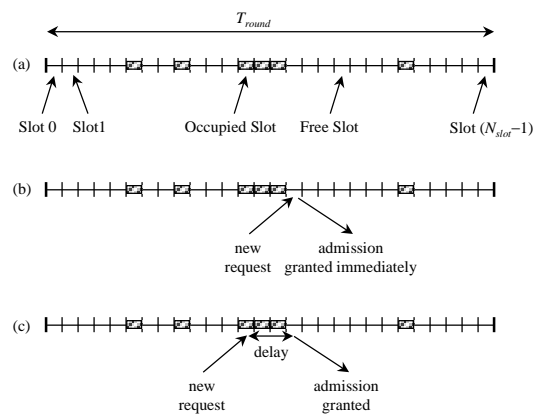 T_round
(a)
Slot 0 Slot1 Occupied Slot Free Slot Slot (N_slot−1)
(b)
new admission
request granted immediately
(c)
delay
new admission
request granted